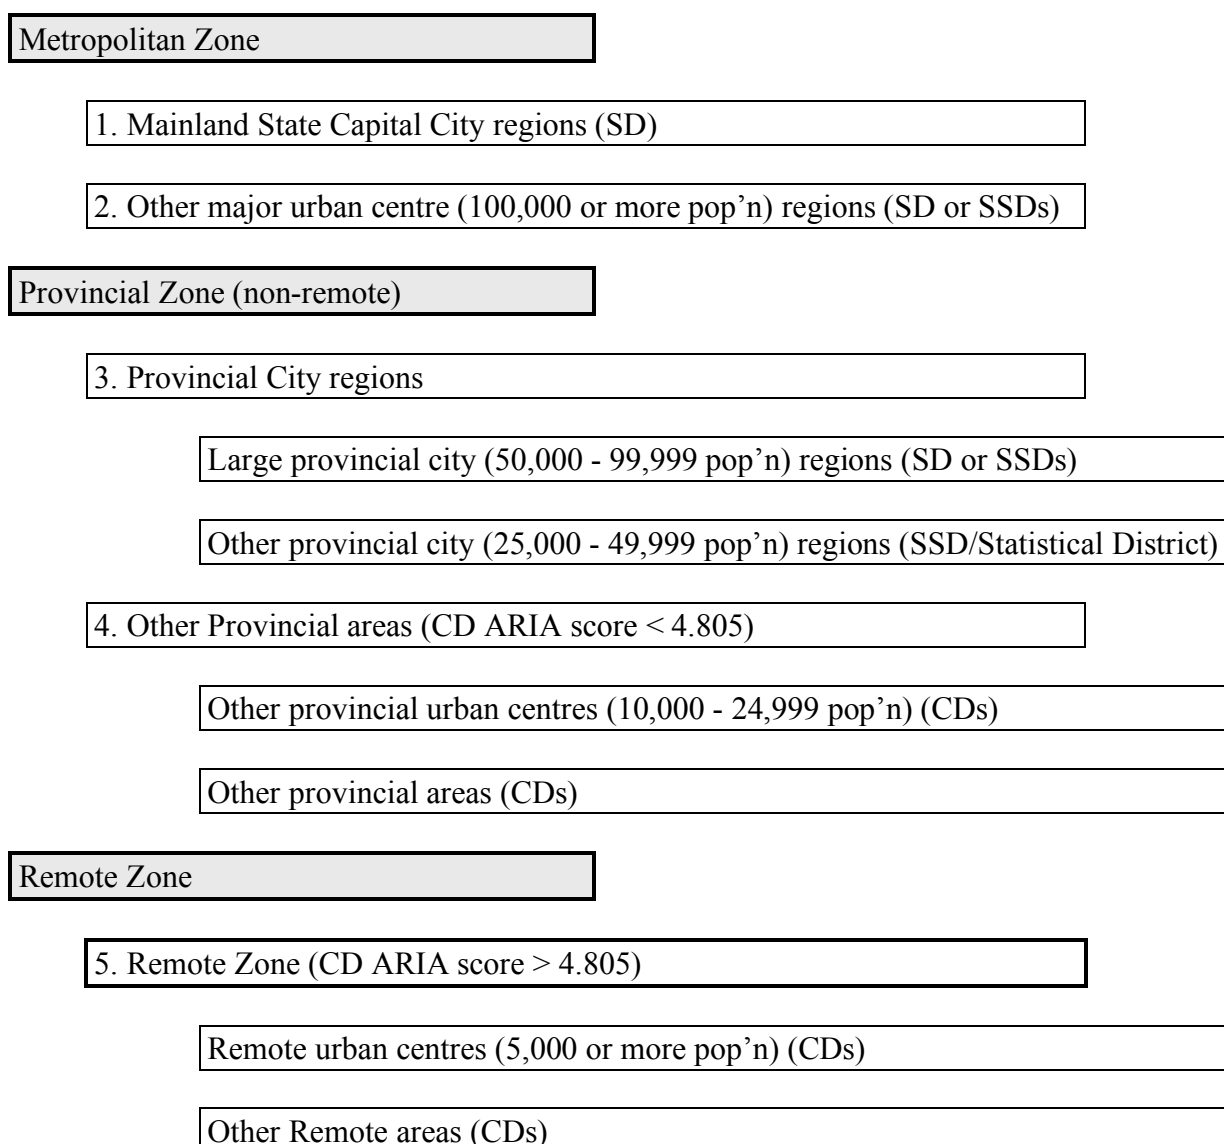 Metropolitan Zone
1. Mainland State Capital City regions (SD)
2. Other major urban centre (100,000 or more pop’n) regions (SD or SSDs)
Provincial Zone (non-remote)
3. Provincial City regions
Large provincial city (50,000 - 99,999 pop’n) regions (SD or SSDs)
Other provincial city (25,000 - 49,999 pop’n) regions (SSD/Statistical District)
4. Other Provincial areas (CD ARIA score < 4.805)
Other provincial urban centres (10,000 - 24,999 pop’n) (CDs)
Other provincial areas (CDs)
Remote Zone
5. Remote Zone (CD ARIA score > 4.805)
Remote urban centres (5,000 or more pop’n) (CDs)
Other Remote areas (CDs)